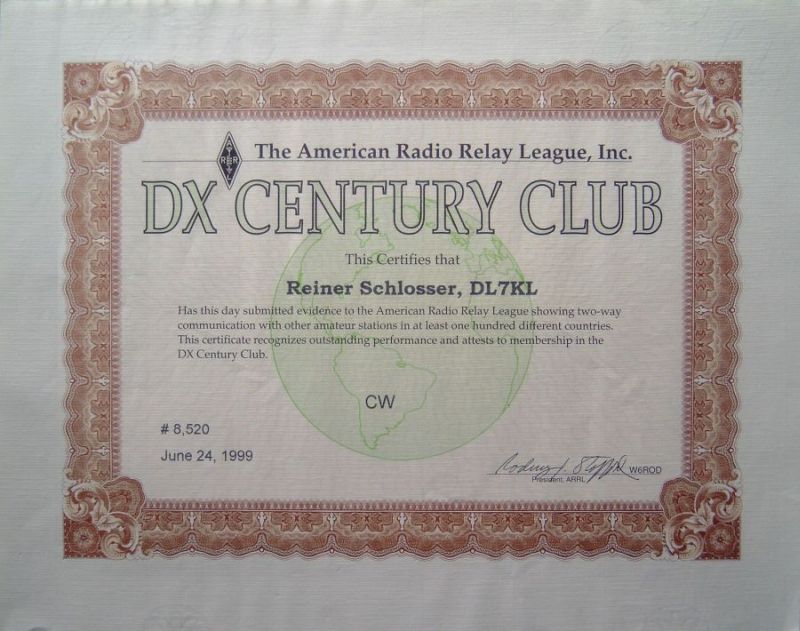 The American Radio Relay League, Inc.
DX CENTURY CLUB
This Certifies that
Reiner Schlosser, DL7KL
Has this day submitted evidence to the American Radio Relay League showing two-way
communication with other amateur stations in at least one hundred different countries.
This certificate recognizes outstanding performance and attests to membership in the
DX Century Club.
CW
# 8,520
June 24, 1999
W6ROD
President, ARRL